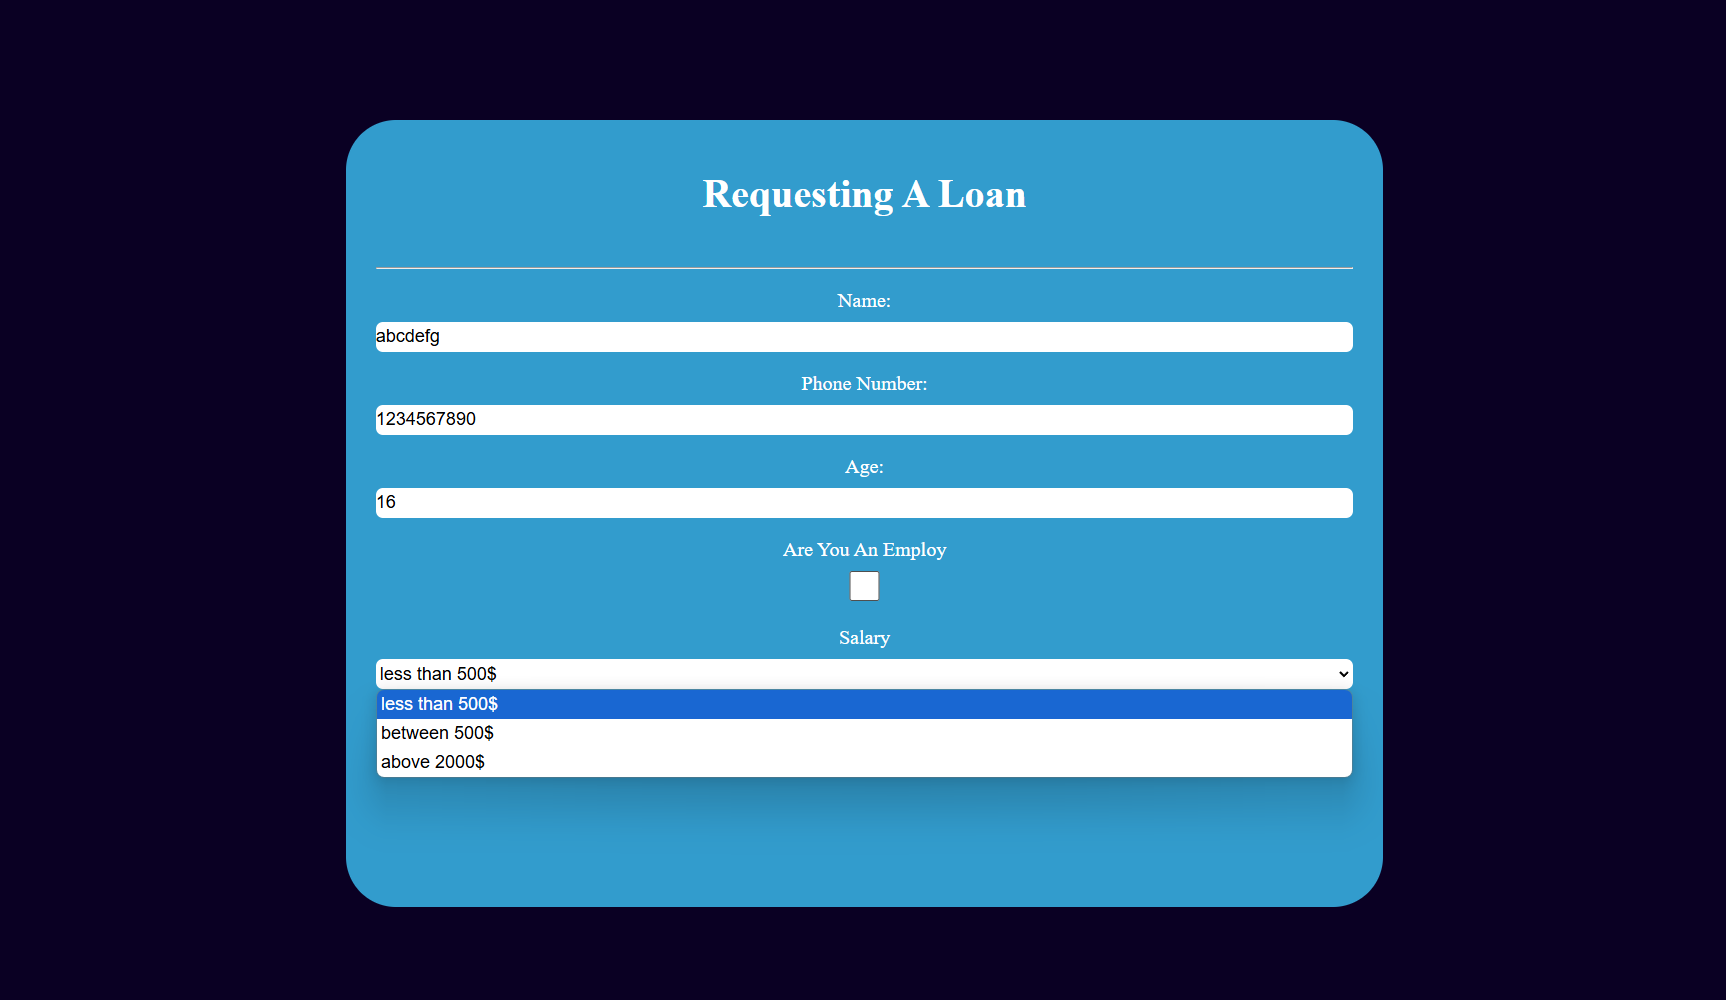 Requesting A Loan
Name:
abcdefg
Phone Number:
1234567890
Age:
16
Are You An Employ
Salary
less than 500$
less than 500$
between 500$
above 2000$